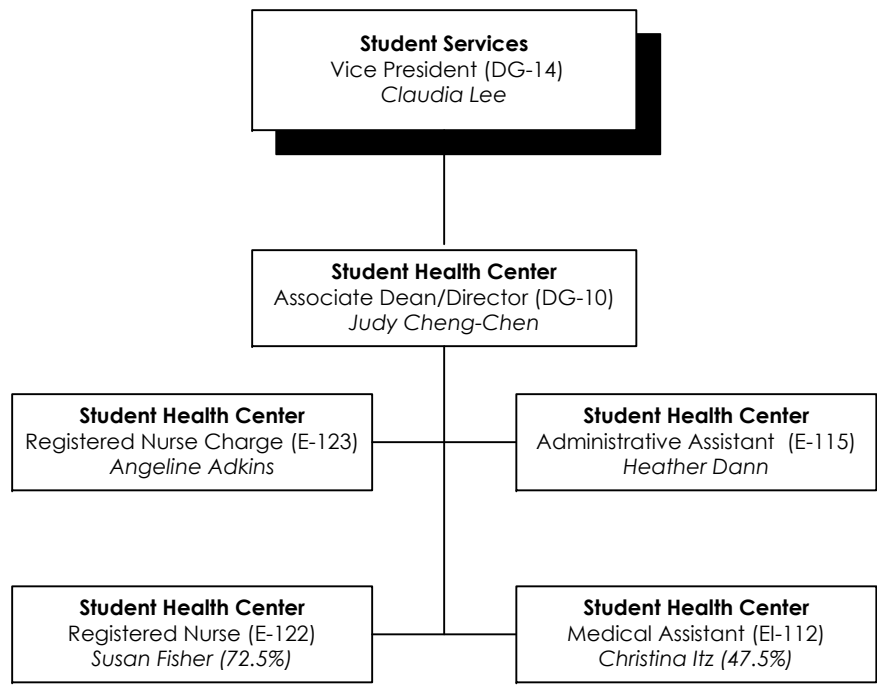 Student Services
Vice President (DG-14)
Claudia Lee
Student Health Center
Associate Dean/Director (DG-10)
Judy Cheng-Chen
Student Health Center
Registered Nurse Charge (E-123)
Angeline Adkins
Student Health Center
Administrative Assistant (E-115)
Heather Dann
Student Health Center
Registered Nurse (E-122)
Susan Fisher (72.5%)
Student Health Center
Medical Assistant (EI-112)
Christina Itz (47.5%)